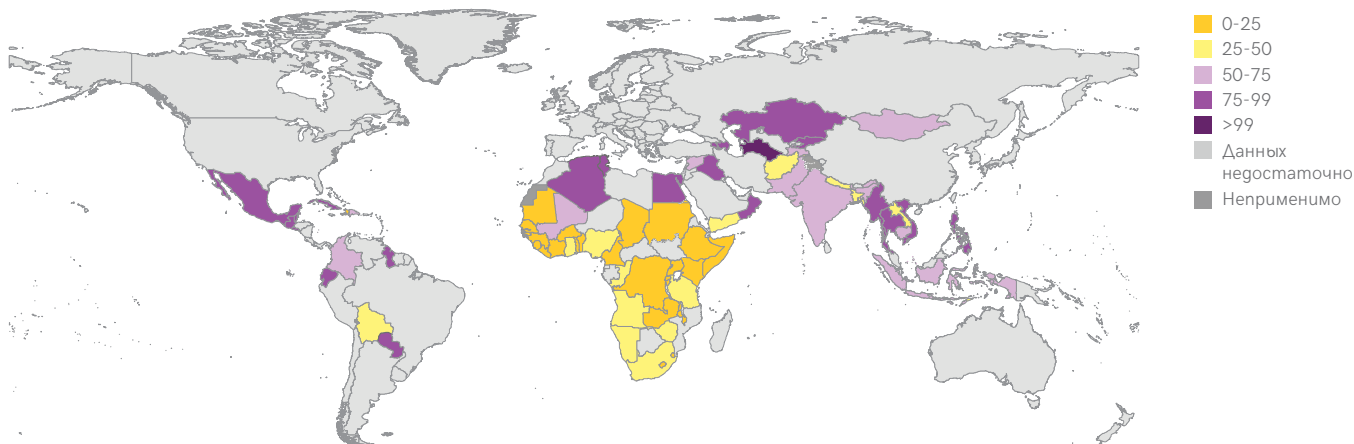 0-25
25-50
50-75
75-99
>99
Данных
недостаточно
Неприменимо